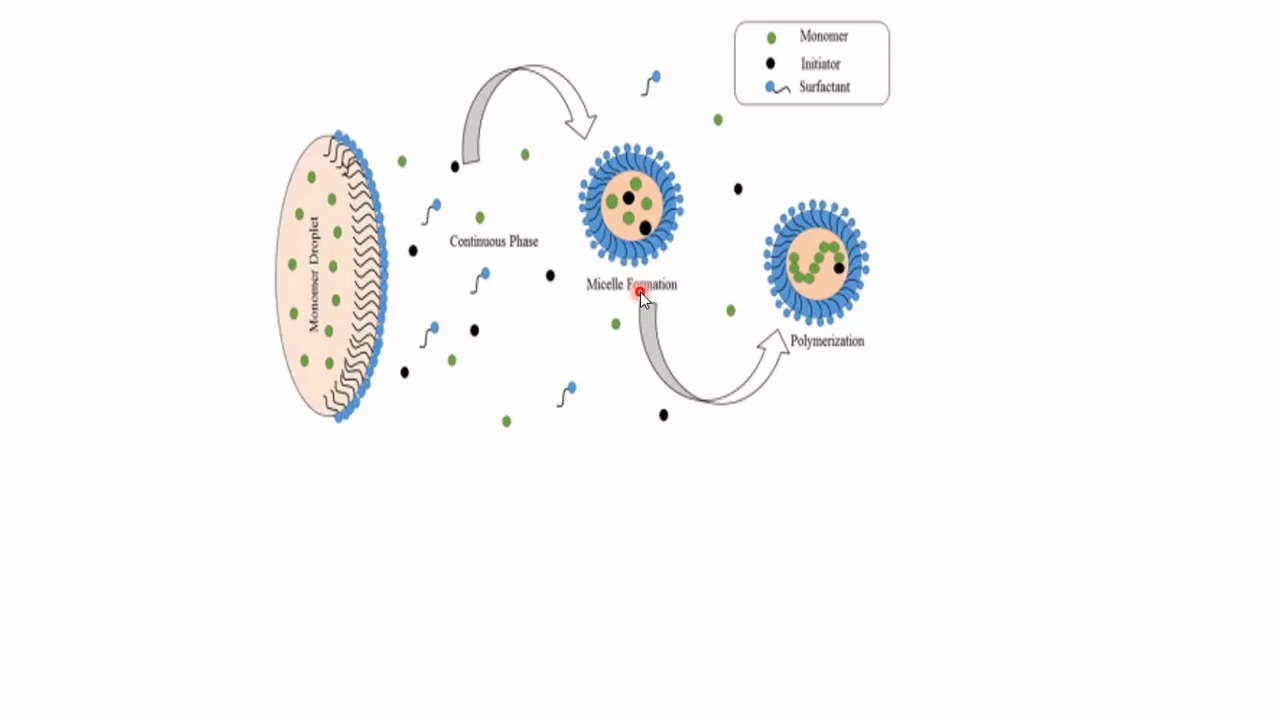 Monomer
Initiator
Surfactant
Monomer Droplet
Continuous Phase
Micelle Formation
Polymerization